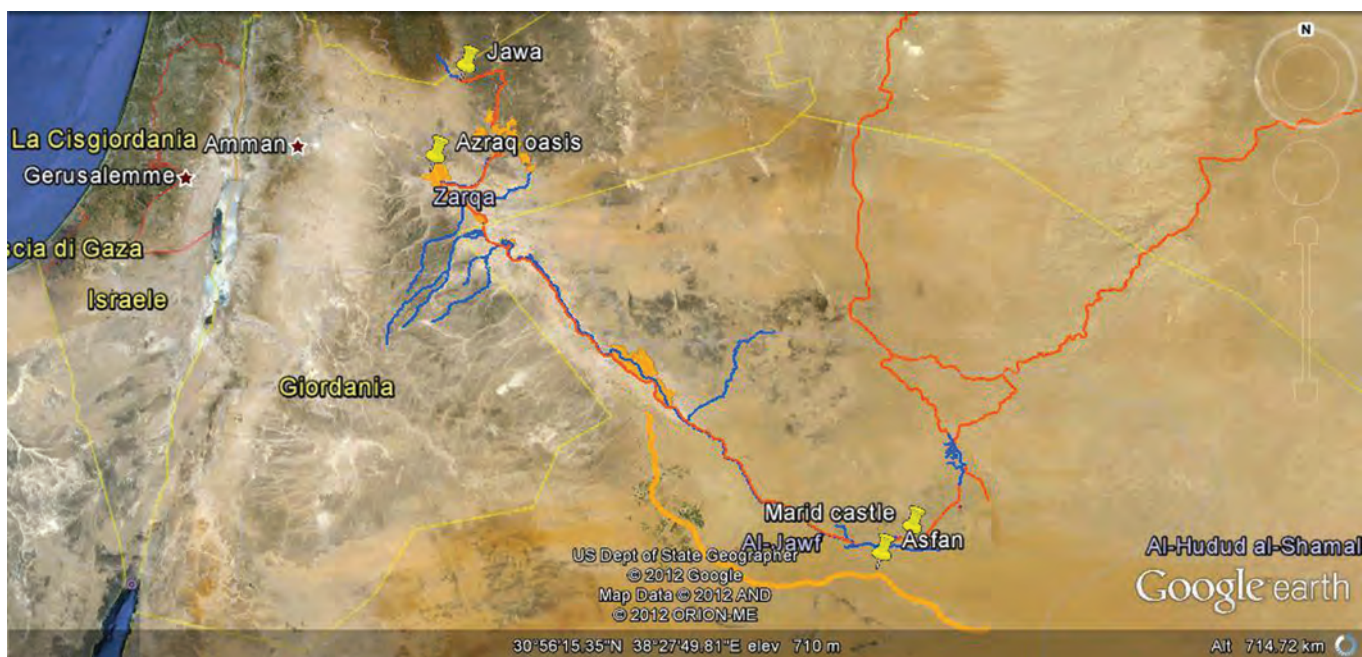 N
Jawa
La Cisgiordania
Amman
Azraq oasis
Gerusalemme
Zarqa
scia di Gaza
Israele
Giordania
Marid castle
Al-Jawf
Asfan
Al-Hudud al-Shamal
US Dept of State Geographer
© 2012 Google
Map Data © 2012 AND
© 2012 ORION-ME
Google earth
30°56'15.35"N 38°27'49.81"E elev 710 m
Alt 714.72 km